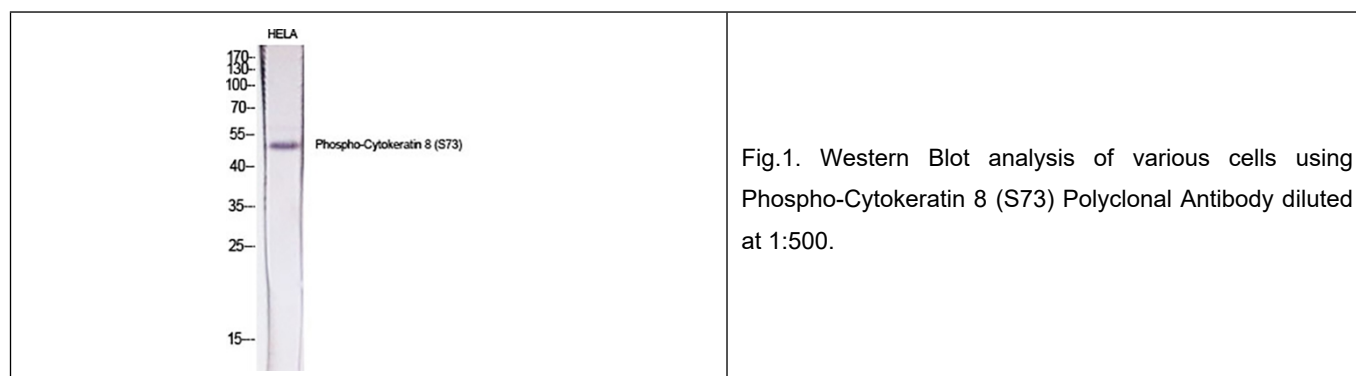 HELA
170-
130-
100-
70-
55-
Phospho-Cytokeratin 8 (S73)
40-
35-
25-
15-
Fig.1. Western Blot analysis of various cells using
Phospho-Cytokeratin 8 (S73) Polyclonal Antibody diluted
at 1:500.